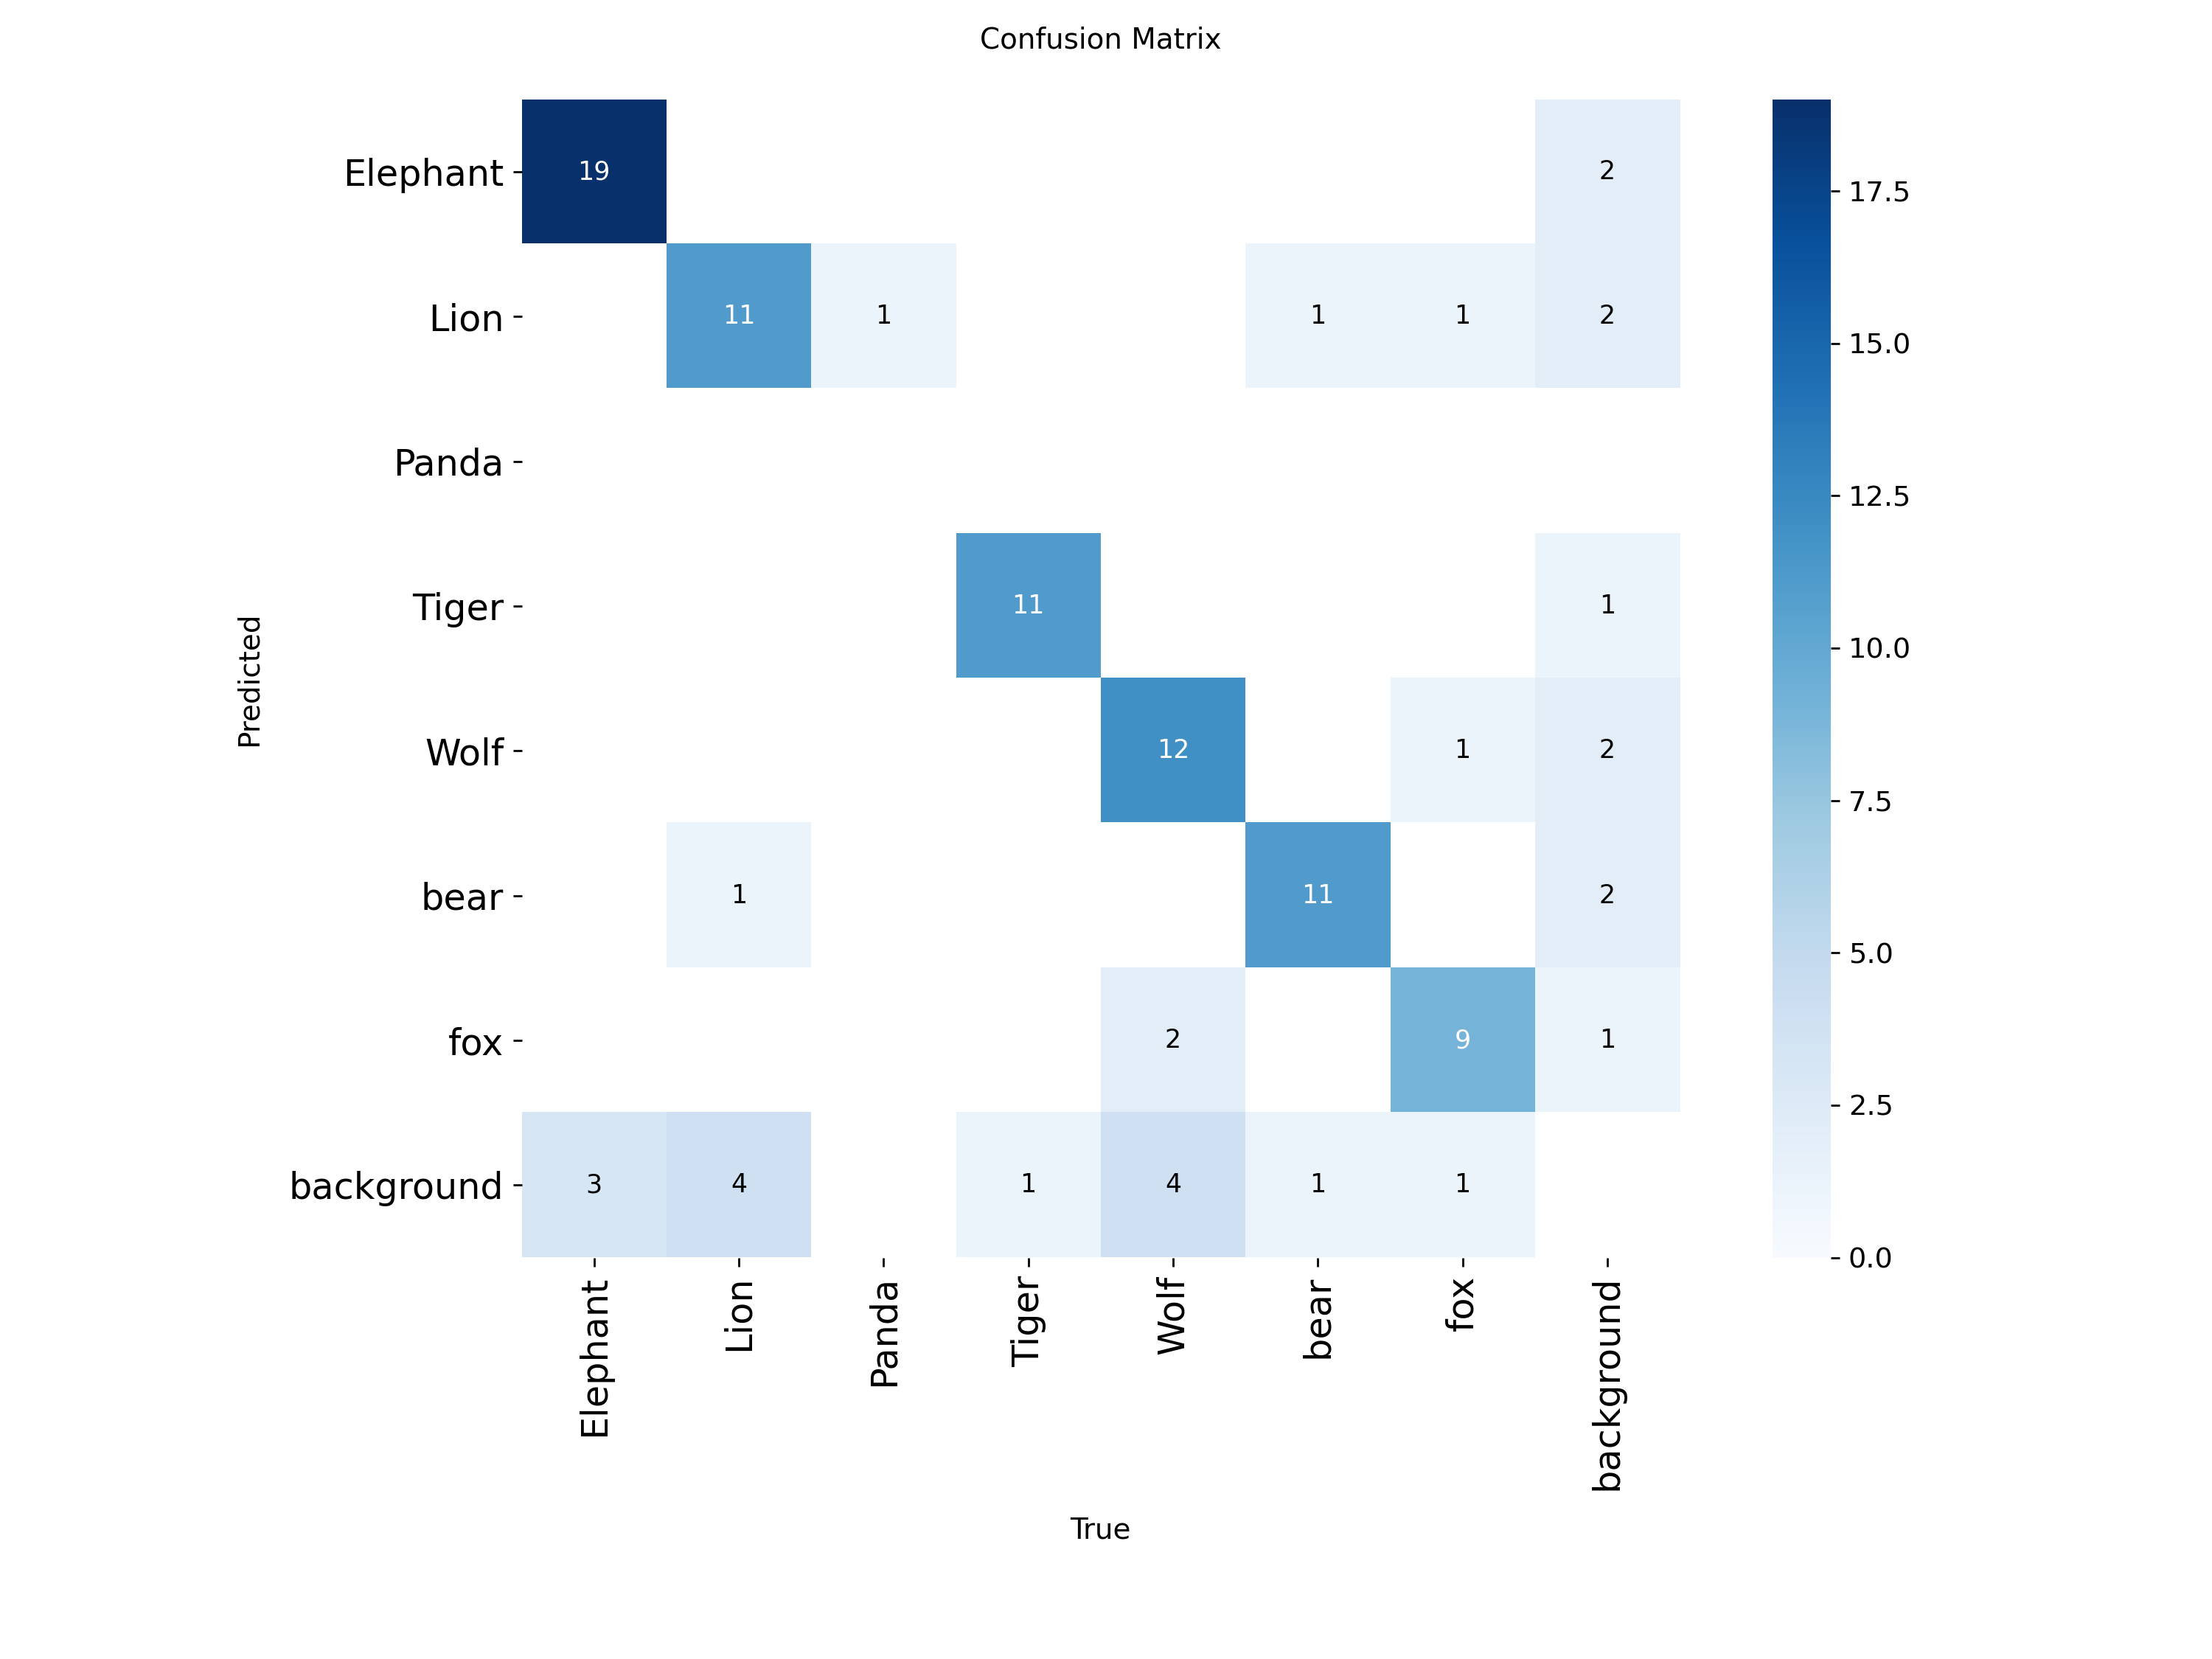 Confusion Matrix
Elephant
19
2
17.5
Lion
11
1
1
1
2
15.0
Panda
12.5
Tiger
11
1
10.0
Wolf
12
1
2
7.5
bear
1
11
2
5.0
fox
2
9
1
2.5
background
3
4
1
4
1
1
0.0
Predicted
Elephant
Lion
Panda
Tiger
Wolf
bear
fox
background
True